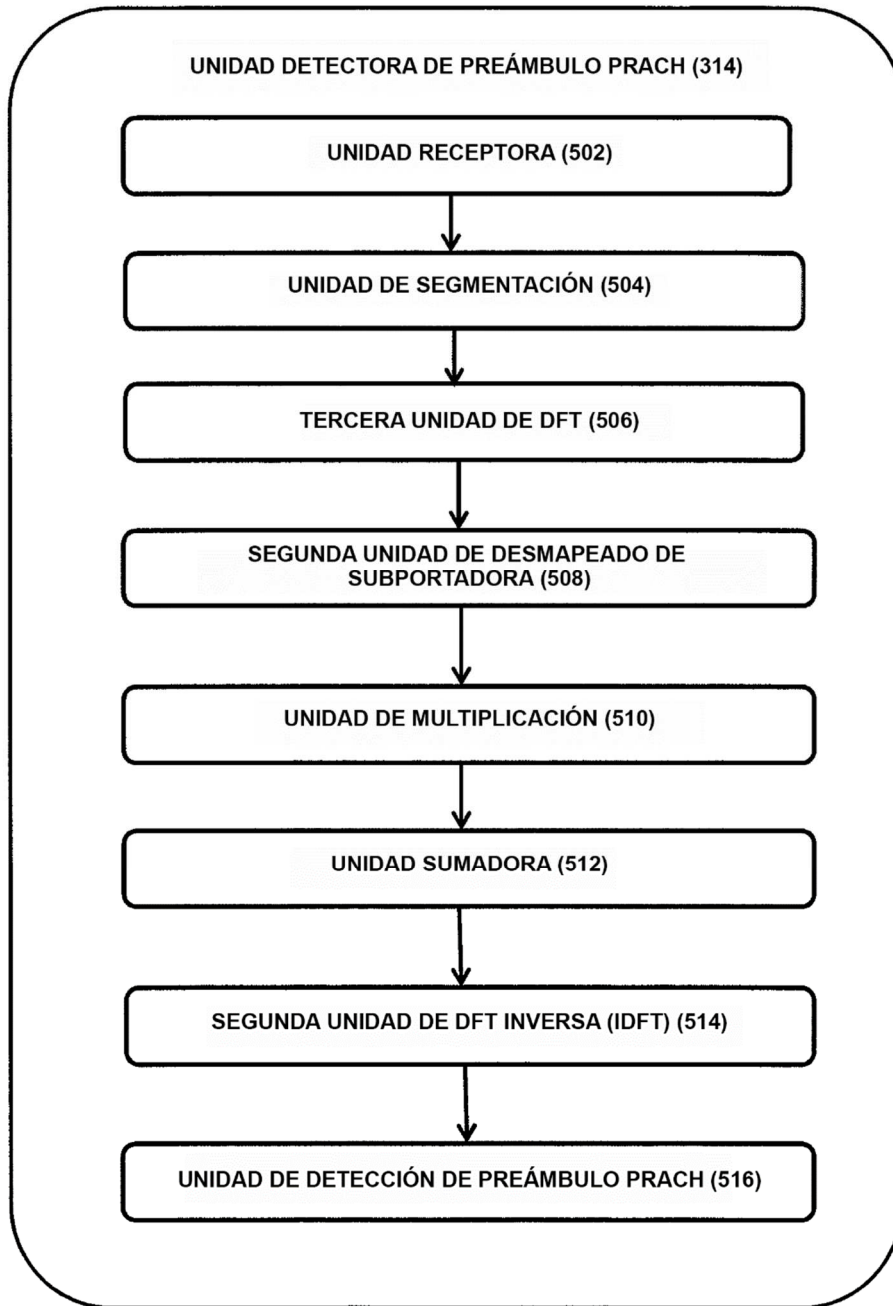 UNIDAD DETECTORA DE PREÁMBULO PRACH (314)
UNIDAD RECEPTORA (502)
UNIDAD DE SEGMENTACIÓN (504)
TERCERA UNIDAD DE DFT (506)
SEGUNDA UNIDAD DE DESMAPEADO DE
SUBPORTADORA (508)
UNIDAD DE MULTIPLICACIÓN (510)
UNIDAD SUMADORA (512)
SEGUNDA UNIDAD DE DFT INVERSA (IDFT) (514)
UNIDAD DE DETECCIÓN DE PREÁMBULO PRACH (516)